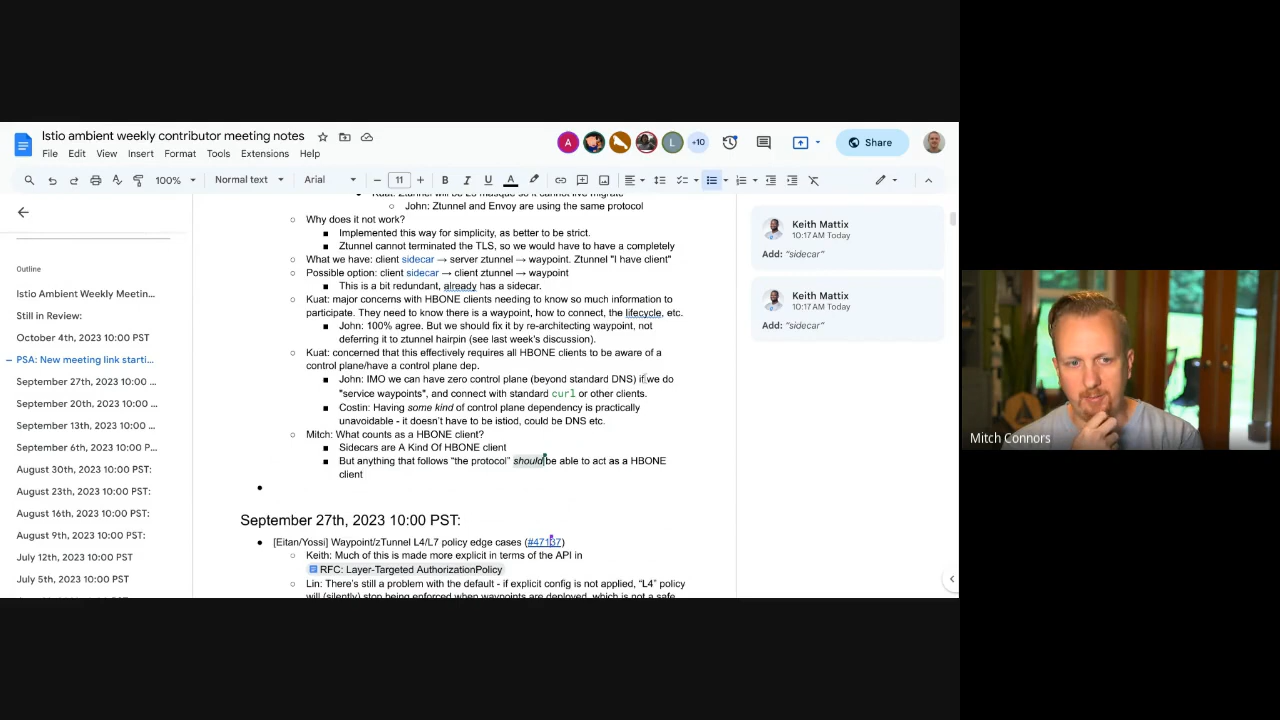 Istio ambient weekly contributor meeting notes
File Edit View Insert Format Tools Extensions Help
A L +10 Share
100% Normal text Arial 11 B I U A
Outline
Istio Ambient Weekly Meetin...
Still in Review:
October 4th, 2023 10:00 PST
PSA: New meeting link starti...
September 27th, 2023 10:00 ...
September 20th, 2023 10:00 ...
September 13th, 2023 10:00 ...
September 6th, 2023 10:00 P...
August 30th, 2023 10:00 PST:
August 23rd, 2023 10:00 PST:
August 16th, 2023 10:00 PST:
August 9th, 2023 10:00 PST:
July 12th, 2023 10:00 PST
July 5th, 2023 10:00 PST
○ John: Ztunnel and Envoy are using the same protocol
○ Why does it not work?
■ Implemented this way for simplicity, as better to be strict.
■ Ztunnel cannot terminated the TLS, so we would have to have a completely
○ What we have: client sidecar → server ztunnel → waypoint. Ztunnel "I have client"
○ Possible option: client sidecar → client ztunnel → waypoint
■ This is a bit redundant, already has a sidecar.
○ Kuat: major concerns with HBONE clients needing to know so much information to
participate. They need to know there is a waypoint, how to connect, the lifecycle, etc.
■ John: 100% agree. But we should fix it by re-architecting waypoint, not
deferring it to ztunnel hairpin (see last week's discussion).
○ Kuat: concerned that this effectively requires all HBONE clients to be aware of a
control plane/have a control plane dep.
■ John: IMO we can have zero control plane (beyond standard DNS) if we do
"service waypoints", and connect with standard curl or other clients.
■ Costin: Having some kind of control plane dependency is practically
unavoidable - it doesn't have to be istiod, could be DNS etc.
○ Mitch: What counts as a HBONE client?
■ Sidecars are A Kind Of HBONE client
■ But anything that follows “the protocol” should be able to act as a HBONE
client
●
September 27th, 2023 10:00 PST:
● [Eitan/Yossi] Waypoint/zTunnel L4/L7 policy edge cases (#47137)
○ Keith: Much of this is made more explicit in terms of the API in
RFC: Layer-Targeted AuthorizationPolicy
○ Lin: There's still a problem with the default - if explicit config is not applied, “L4” policy
will (silently) stop being enforced when waypoints are deployed, which is not a safe
Keith Mattix
10:17 AM Today
Add: “sidecar”
Keith Mattix
10:17 AM Today
Add: “sidecar”
Mitch Connors